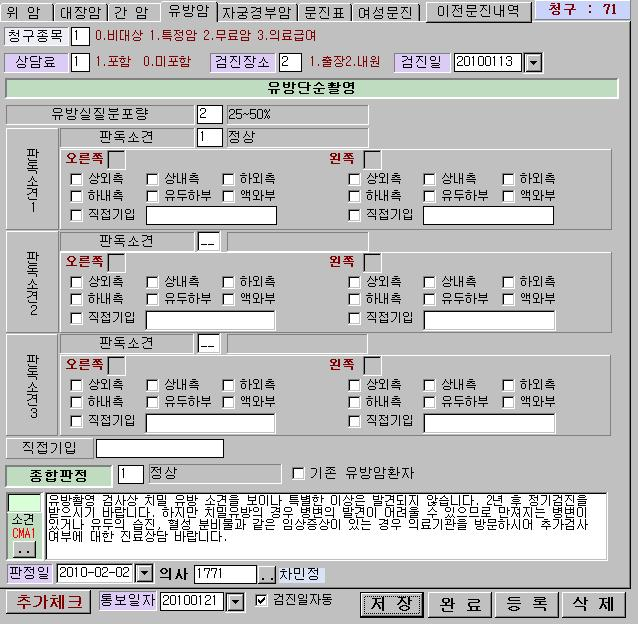 위 암 대장암 간 암 유방암 자궁경부암 문진표 여성문진 이전문진내역 청구 : 71
청구종목 1 0.비대상 1.특정암 2.무료암 3.의료급여
상담료 1 1.포함 0.미포함 검진장소 2 1.출장2.내원 검진일 20100113
유방단순촬영
유방실질분포량 2 25~50%
판독소견 1 정상
판독소견1
오른쪽 왼쪽
상외측 상내측 하외측 상외측 상내측 하외측
하내측 유두하부 액와부 하내측 유두하부 액와부
직접기입 직접기입
판독소견 __
판독소견2
오른쪽 왼쪽
상외측 상내측 하외측 상외측 상내측 하외측
하내측 유두하부 액와부 하내측 유두하부 액와부
직접기입 직접기입
판독소견 __
판독소견3
오른쪽 왼쪽
상외측 상내측 하외측 상외측 상내측 하외측
하내측 유두하부 액와부 하내측 유두하부 액와부
직접기입 직접기입
직접기입
종합판정 1 정상 기존 유방암환자
소견
CMA1
..
유방촬영 검사상 치밀 유방 소견을 보이나 특별한 이상은 발견되지 않습니다. 2년 후 정기검진을
받으시기 바랍니다. 하지만 치밀유방의 경우 병변의 발견이 어려울 수 있으므로 만져지는 병변이
있거나 유두의 습진, 혈성 분비물과 같은 임상증상이 있는 경우 의료기관을 방문하시어 추가검사
여부에 대한 진료상담 바랍니다.
판정일 2010-02-02 의사 1771 .. 차민정
추가체크 통보일자 20100121 검진일자동 저 장 완 료 등 록 삭 제